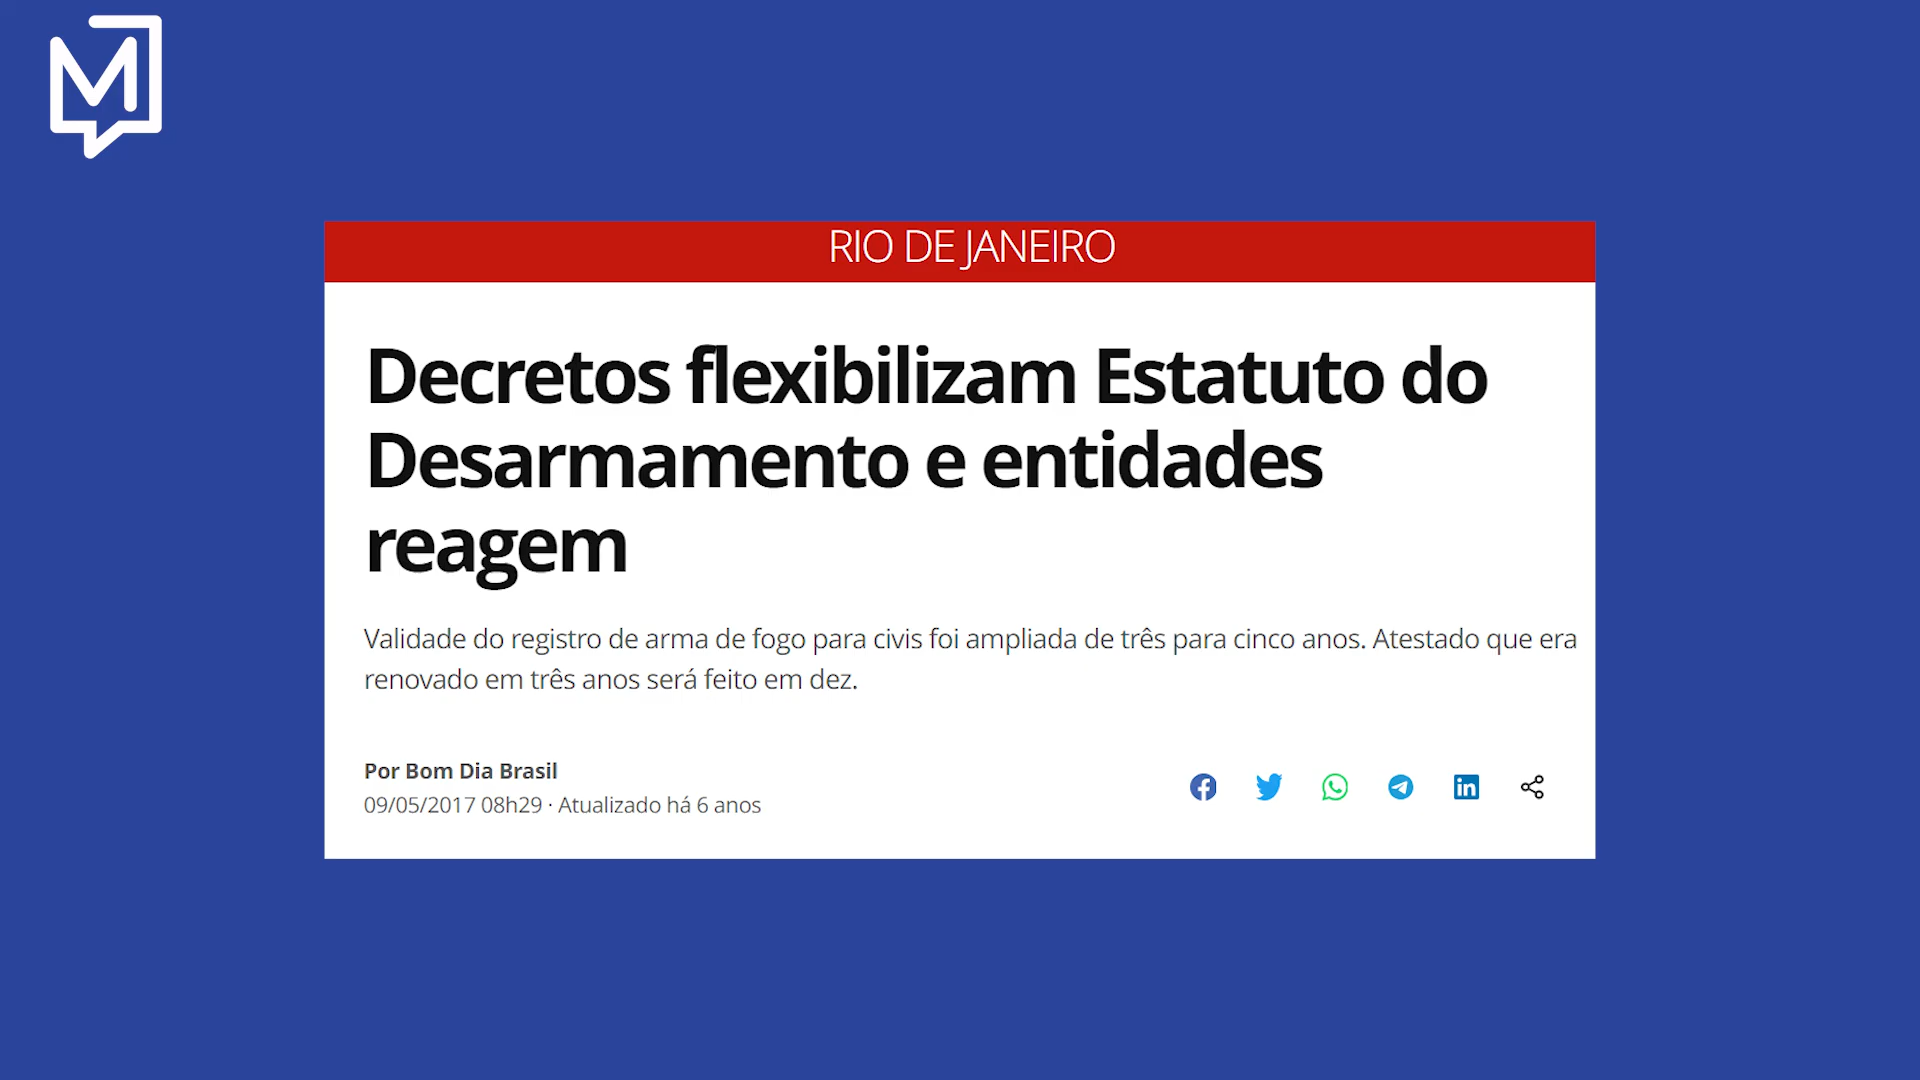 M
RIO DE JANEIRO
Decretos flexibilizam Estatuto do
Desarmamento e entidades
reagem
Validade do registro de arma de fogo para civis foi ampliada de três para cinco anos. Atestado que era
renovado em três anos será feito em dez.
Por Bom Dia Brasil
09/05/2017 08h29 · Atualizado há 6 anos